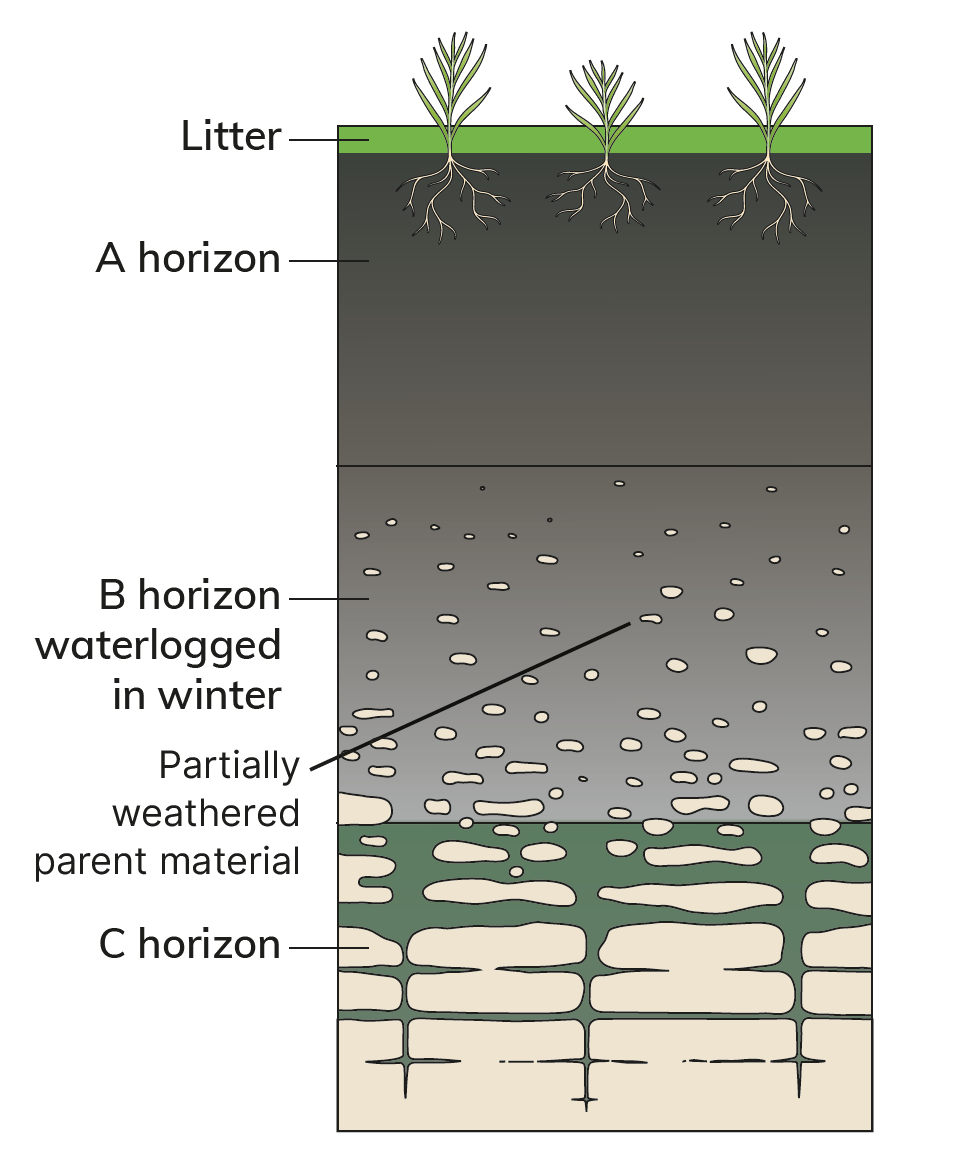 Litter
A horizon
B horizon
waterlogged
in winter
Partially
weathered
parent material
C horizon